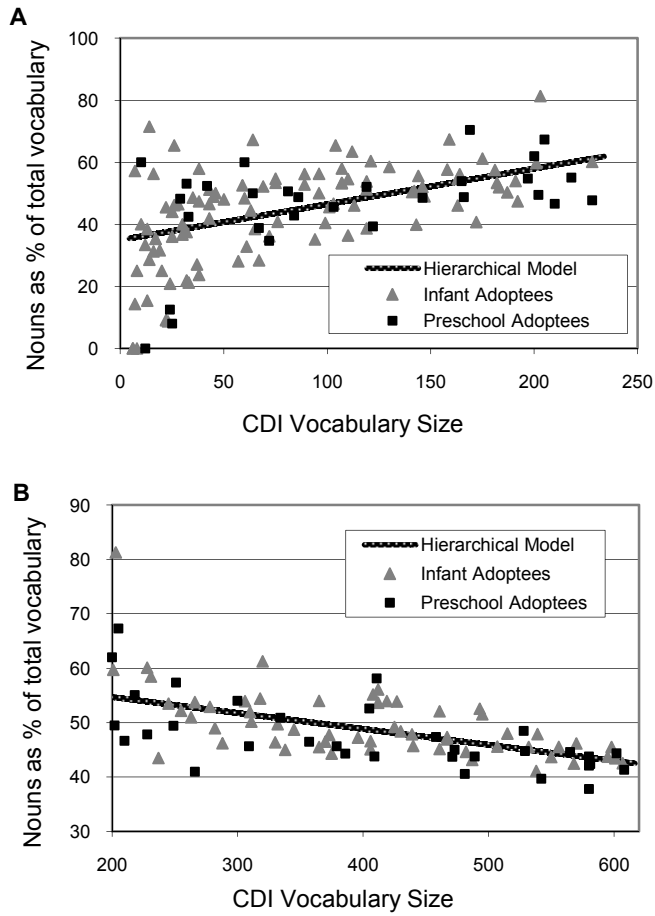 A
Nouns as % of total vocabulary
100
80
60
40
20
0
Hierarchical Model
Infant Adoptees
Preschool Adoptees
0 50 100 150 200 250
CDI Vocabulary Size
B
Nouns as % of total vocabulary
90
80
70
60
50
40
30
Hierarchical Model
Infant Adoptees
Preschool Adoptees
200 300 400 500 600
CDI Vocabulary Size